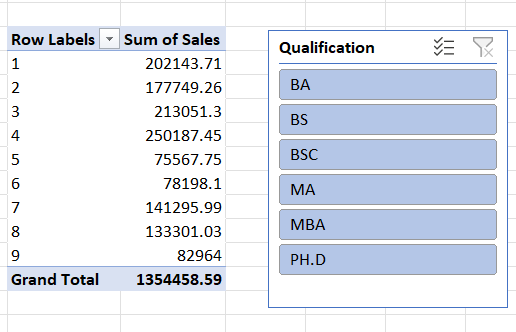 Row Labels Sum of Sales
1 202143.71
2 177749.26
3 213051.3
4 250187.45
5 75567.75
6 78198.1
7 141295.99
8 133301.03
9 82964
Grand Total 1354458.59
Qualification
BA
BS
BSC
MA
MBA
PH.D